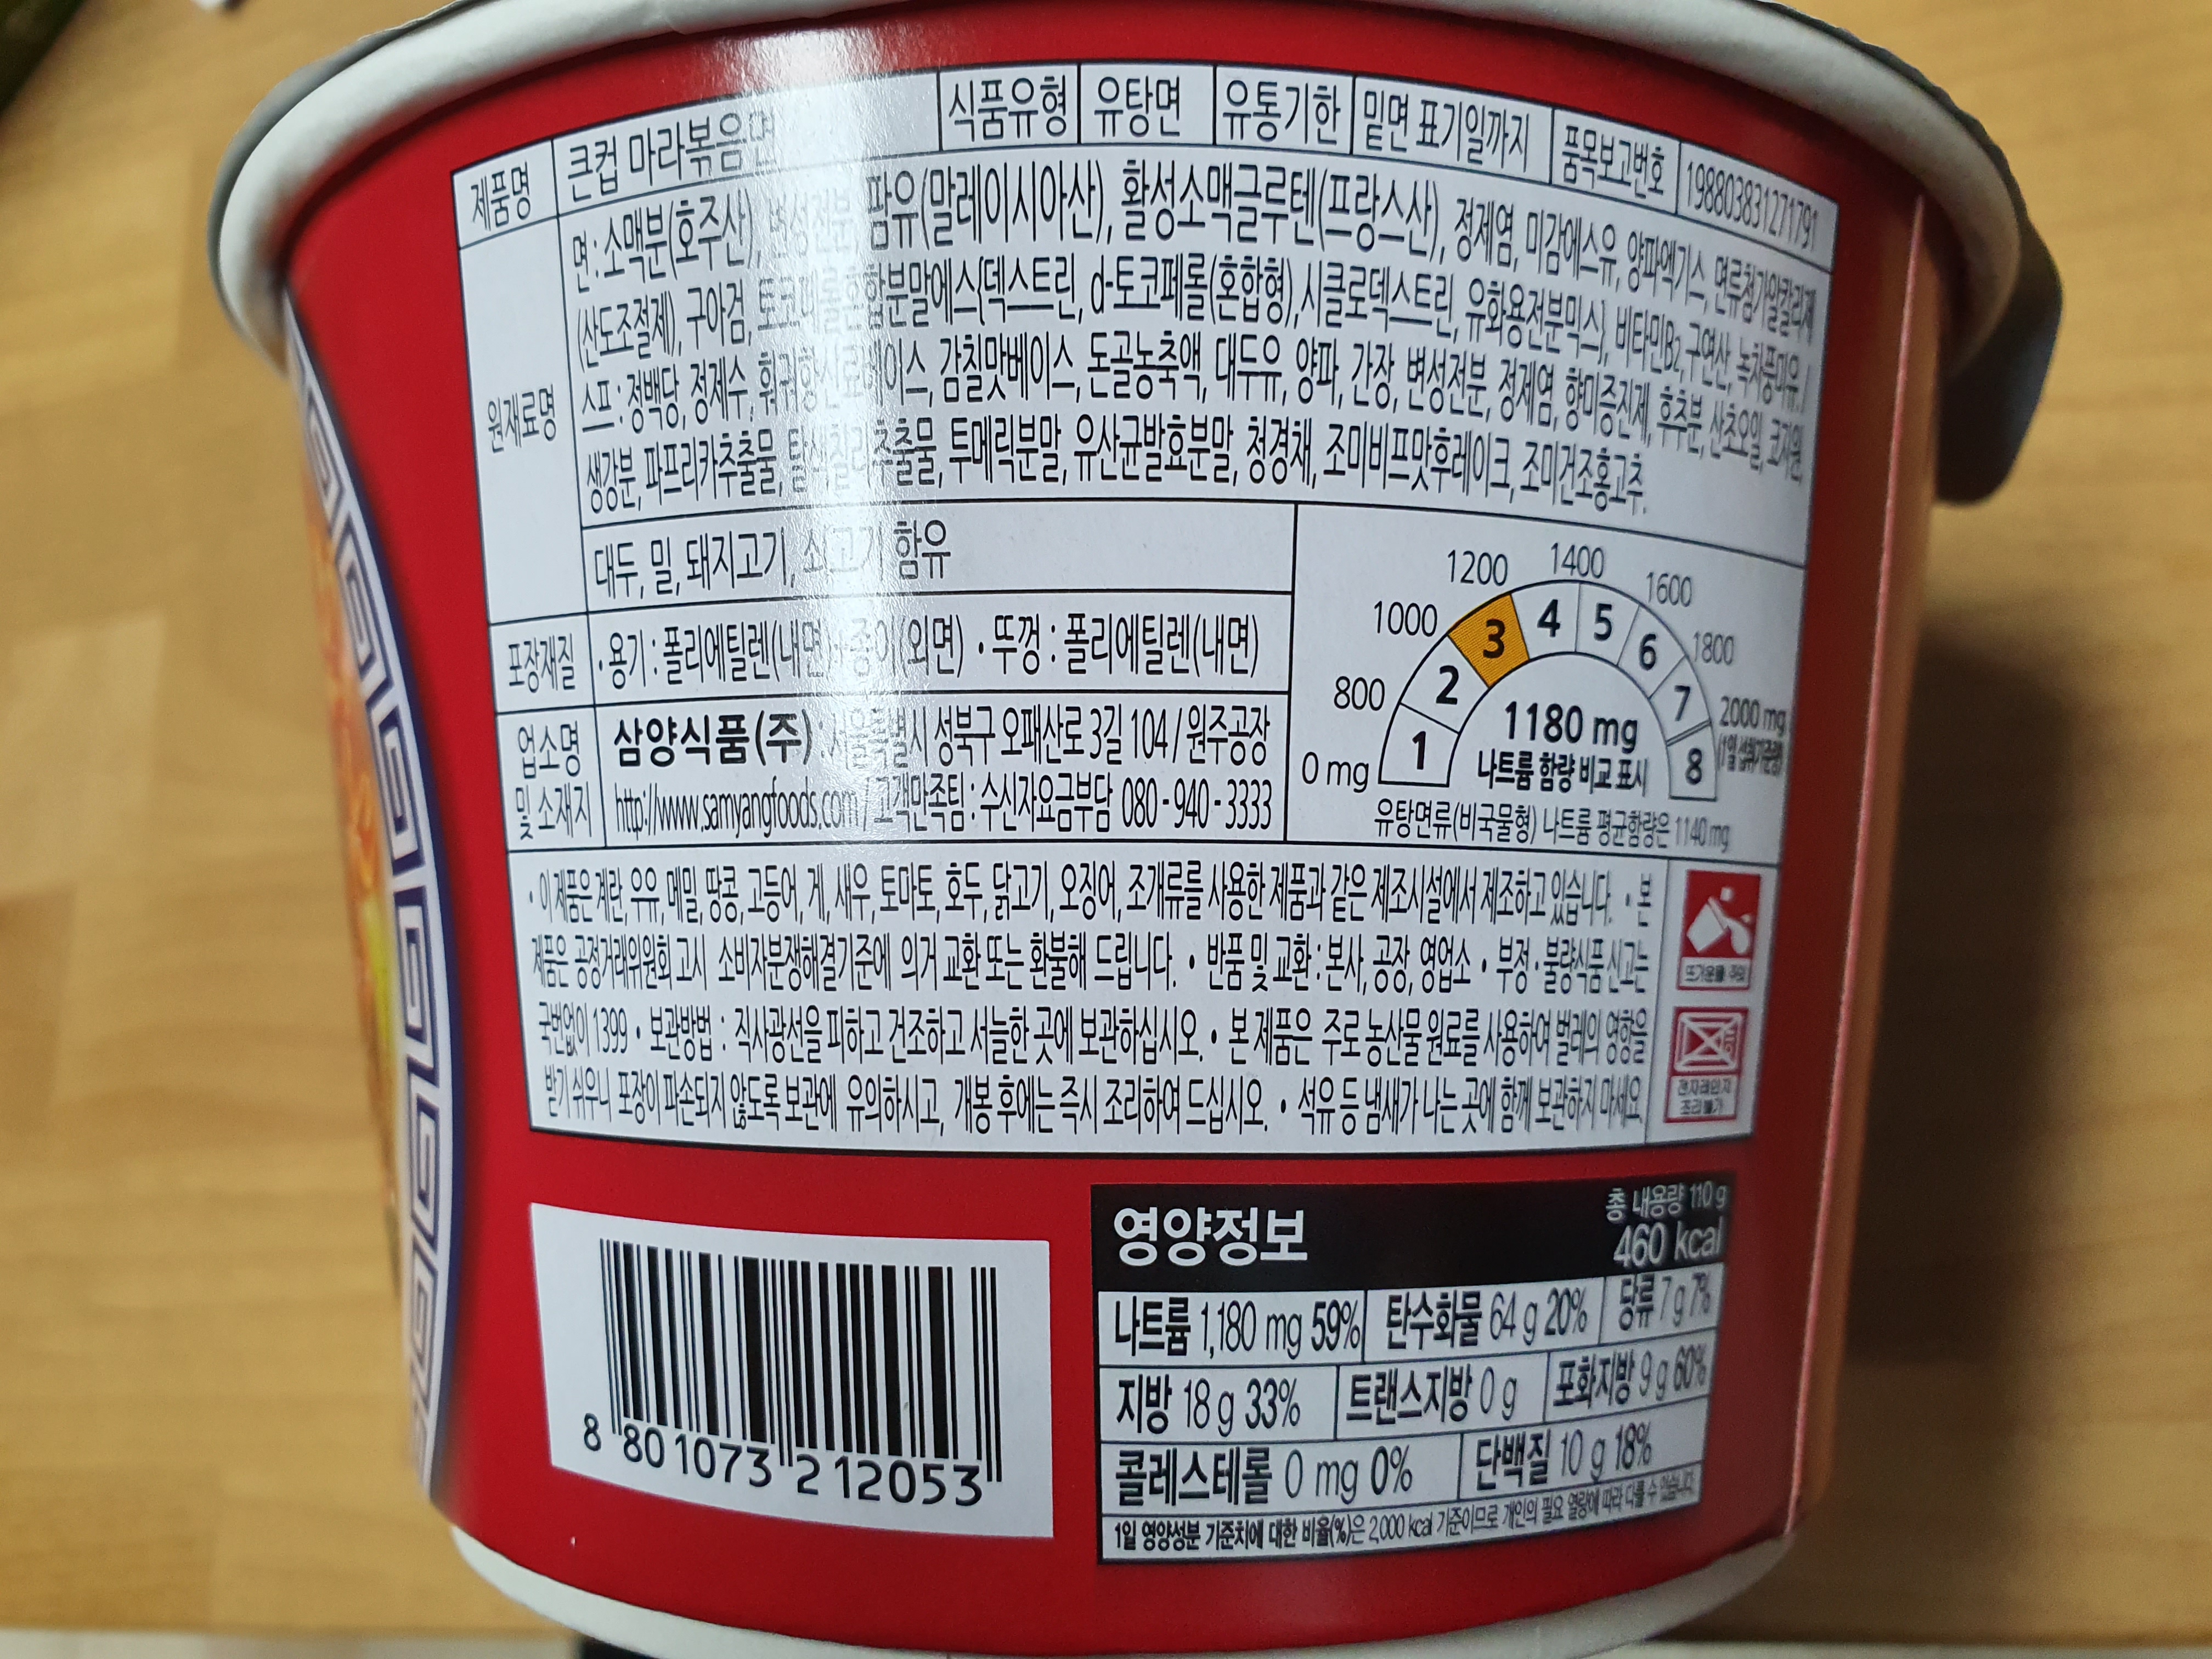 제품명 큰컵 마라볶음면 식품유형 유탕면 유통기한 밑면 표기일까지 품목보고번호 198803831271791
원재료명
면 : 소맥분(호주산), 변성전분, 팜유(말레이시아산), 활성소맥글루텐(프랑스산), 정제염, 미감에스유, 양파엑기스, 면류첨가알칼리제
(산도조절제), 구아검, 토코페롤혼합분말에스{덱스트린, d-토코페롤(혼합형), 시클로덱스트린, 유화용전분믹스}, 비타민B2, 구연산, 녹차풍미유 /
스프 : 정백당, 정제수, 훠궈향신료베이스, 감칠맛베이스, 돈골농축액, 대두유, 양파, 간장, 변성전분, 정제염, 향미증진제, 후추분, 산초오일,
생강분, 파프리카추출물, 추출물, 투메릭분말, 유산균발효분말, 청경채, 조미비프맛후레이크, 조미건조홍고추.
대두, 밀, 돼지고기, 쇠고기 함유
포장재질 · 용기 : 폴리에틸렌(내면) 종이(외면) · 뚜껑 : 폴리에틸렌(내면)
업소명 및 소재지
삼양식품(주) : 서울특별시 성북구 오패산로 3길 104 / 원주공장
http://www.samyangfoods.com / 고객만족팀 : 수신자요금부담 080-940-3333
0 mg 800 1000 1200 1400 1600 1800 2000 mg
(1일 섭취기준량)
1 2 3 4 5 6 7 8
1180 mg
나트륨 함량 비교 표시
유탕면류(비국물형) 나트륨 평균함량은 1140 mg
· 이 제품은 계란, 우유, 메밀, 땅콩, 고등어, 게, 새우, 토마토, 호두, 닭고기, 오징어, 조개류를 사용한 제품과 같은 제조시설에서 제조하고 있습니다. · 본
제품은 공정거래위원회 고시 소비자분쟁해결기준에 의거 교환 또는 환불해 드립니다. · 반품 및 교환 : 본사, 공장, 영업소 · 부정·불량식품 신고는
국번없이 1399 · 보관방법 : 직사광선을 피하고 건조하고 서늘한 곳에 보관하십시오. · 본 제품은 주로 농산물 원료를 사용하여 벌레의 영향을
받기 쉬우니 포장이 파손되지 않도록 보관에 유의하시고, 개봉 후에는 즉시 조리하여 드십시오. · 석유 등 냄새가 나는 곳에 함께 보관하지 마세요.
뜨거운물 주의
전자레인지
조리불가
8 801073 212053
영양정보
총 내용량 110 g
460 kcal
나트륨 1,180 mg 59% 탄수화물 64 g 20% 당류 7 g 7%
지방 18 g 33% 트랜스지방 0 g 포화지방 9 g 60%
콜레스테롤 0 mg 0% 단백질 10 g 18%
1일 영양성분 기준치에 대한 비율(%)은 2,000 kcal 기준이므로 개인의 필요 열량에 따라 다를 수 있습니다.